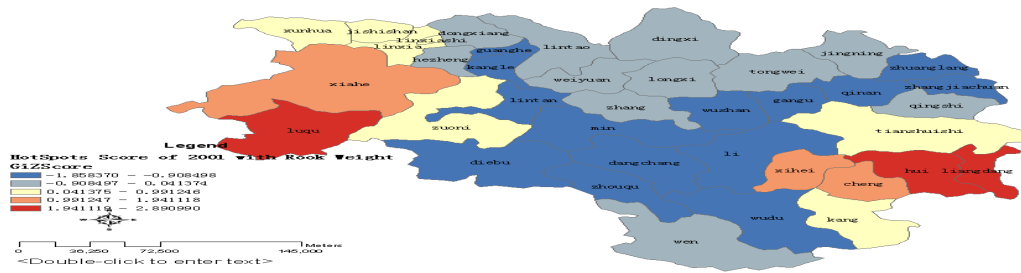 xunhua jishishan dongxiang
linxiashi
linxia guanghe lintao dingxi jingning
hezheng kangle zhuanglang
xiahe weiyuan longxi tongwei
qinan zhangjiachuan
lintan zhang wushan gangu qingshi
luqu zuoni min tianshuizhi
Legend
HotSpots Score of 2001 with Rook Weight
GiZScore
-1.858370 - -0.908498
-0.908497 - 0.041374
0.041375 - 0.991246
0.991247 - 1.941118
1.941119 - 2.890990
diebu dangchang li xihei hui liangdang
zhouqu cheng
wudu kang
wen
W E
S
Meters
0 36,250 72,500 145,000
<Double-click to enter text>